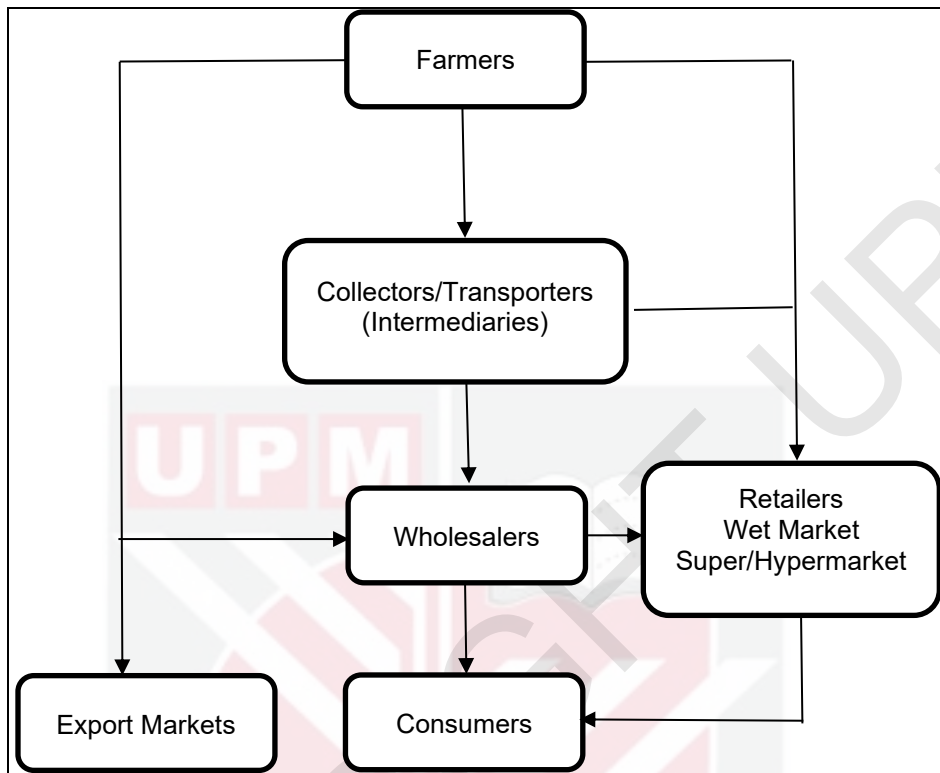 Farmers
Collectors/Transporters
(Intermediaries)
UPM
Wholesalers
Retailers
Wet Market
Super/Hypermarket
Export Markets
Consumers